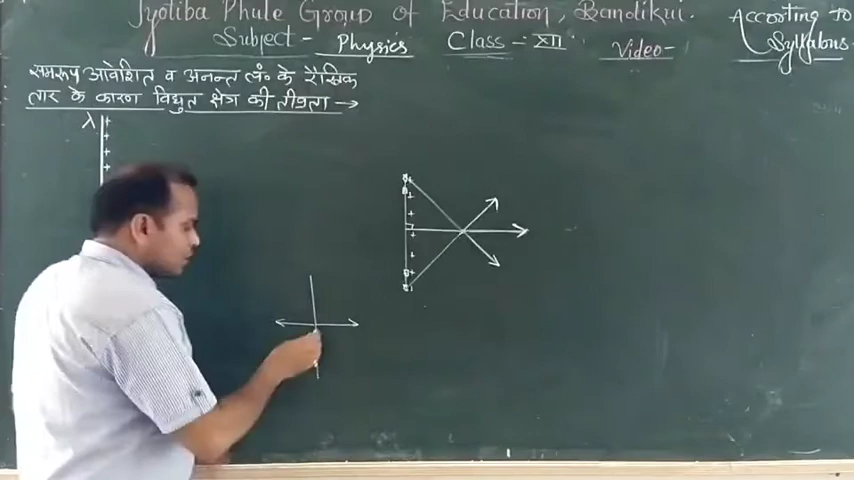 Jyotiba Phule Group of Education, Bandikui.
According to Syllabus-
Subject - Physics Class - XII Video-
समरूप आवेशित व अनन्त लं० के रैखिक
तार के कारण विद्युत क्षेत्र की तीव्रता →
λ